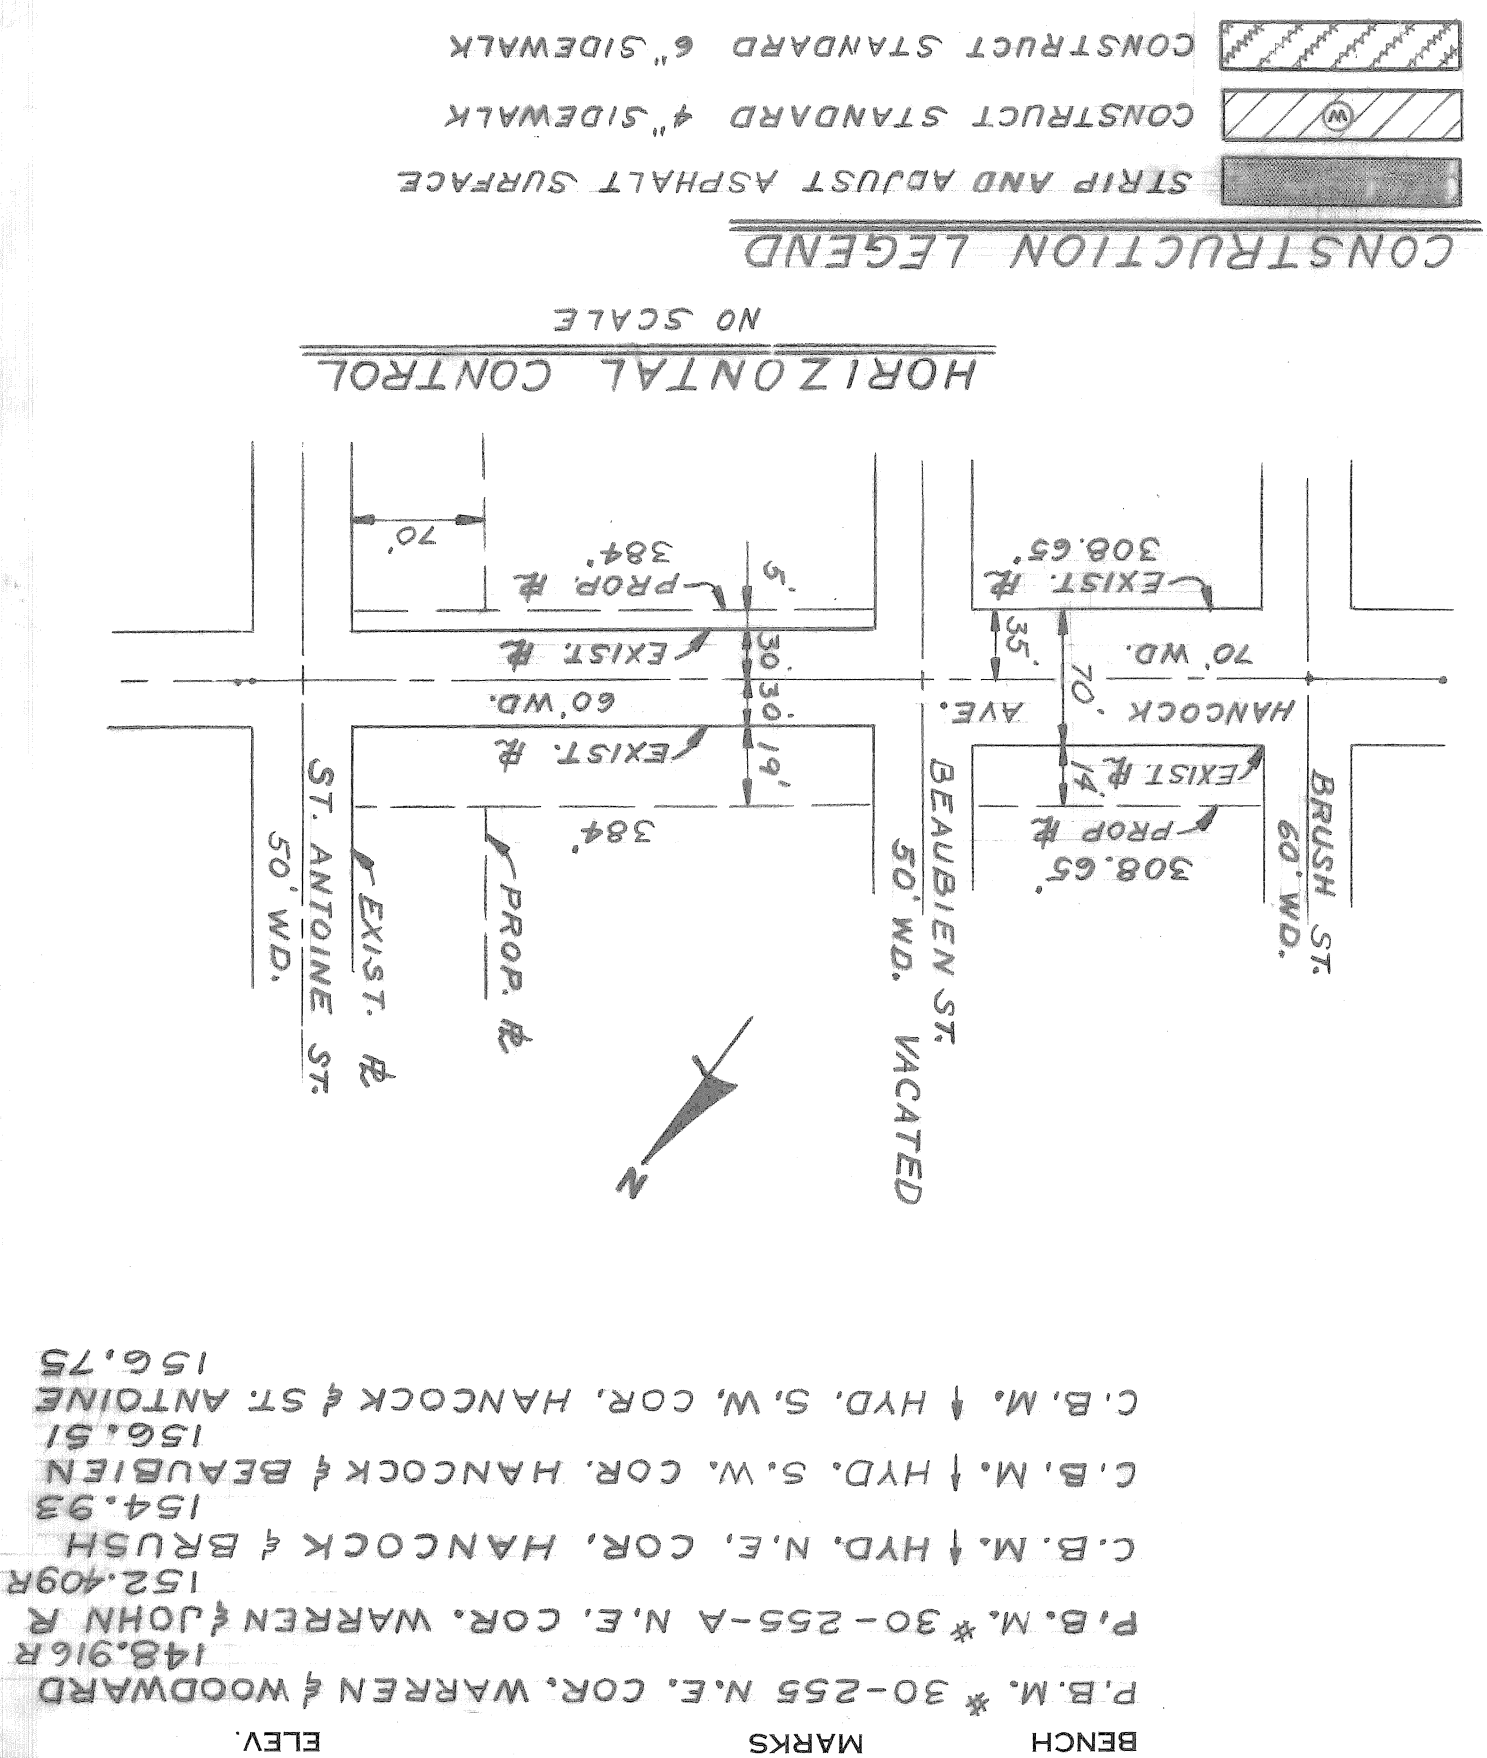 BENCH MARKS ELEV.
P.B.M. # 30-255 N.E. COR. WARREN & WOODWARD
148.916R
P.B.M. # 30-255-A N.E. COR. WARREN & JOHN R
152.409R
C.B.M. ↑ HYD. N.E. COR. HANCOCK & BRUSH
154.93
C.B.M. ↑ HYD. S.W. COR. HANCOCK & BEAUBIEN
156.51
C.B.M. ↑ HYD. S.W. COR. HANCOCK & ST. ANTOINE
156.75
N
BRUSH ST.
60' WD.
BEAUBIEN ST.
50' WD. VACATED
PROP. ⅊
EXIST. ⅊
ST. ANTOINE ST.
50' WD.
308.65'
PROP ⅊
EXIST. ⅊
14'
384'
19'
EXIST. ⅊
HANCOCK AVE.
70' WD.
70'
35'
30'
30'
60' WD.
EXIST. ⅊
EXIST. ⅊
308.65'
5'
PROP. ⅊
384'
70'
HORIZONTAL CONTROL
NO SCALE
CONSTRUCTION LEGEND
STRIP AND ADJUST ASPHALT SURFACE
W CONSTRUCT STANDARD 4" SIDEWALK
CONSTRUCT STANDARD 6" SIDEWALK